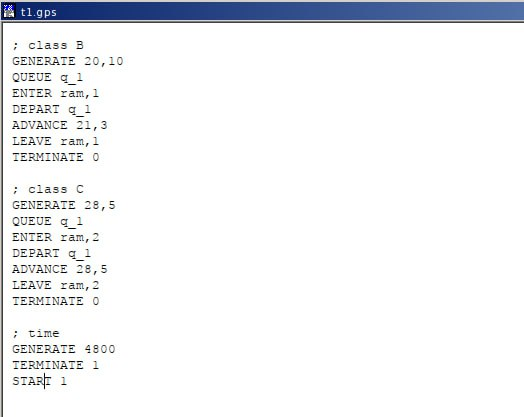 t1.gps
; class B
GENERATE 20,10
QUEUE q_1
ENTER ram,1
DEPART q_1
ADVANCE 21,3
LEAVE ram,1
TERMINATE 0
; class C
GENERATE 28,5
QUEUE q_1
ENTER ram,2
DEPART q_1
ADVANCE 28,5
LEAVE ram,2
TERMINATE 0
; time
GENERATE 4800
TERMINATE 1
START 1